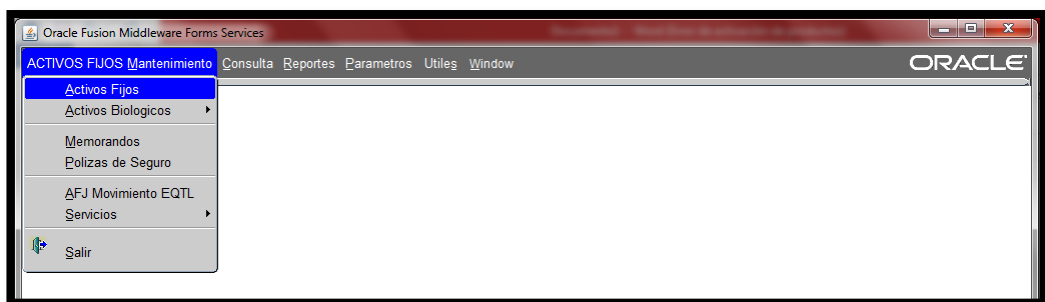 Oracle Fusion Middleware Forms Services
ACTIVOS FIJOS Mantenimiento Consulta Reportes Parametros Utiles Window ORACLE
Activos Fijos
Activos Biologicos
Memorandos
Polizas de Seguro
AFJ Movimiento EQTL
Servicios
Salir